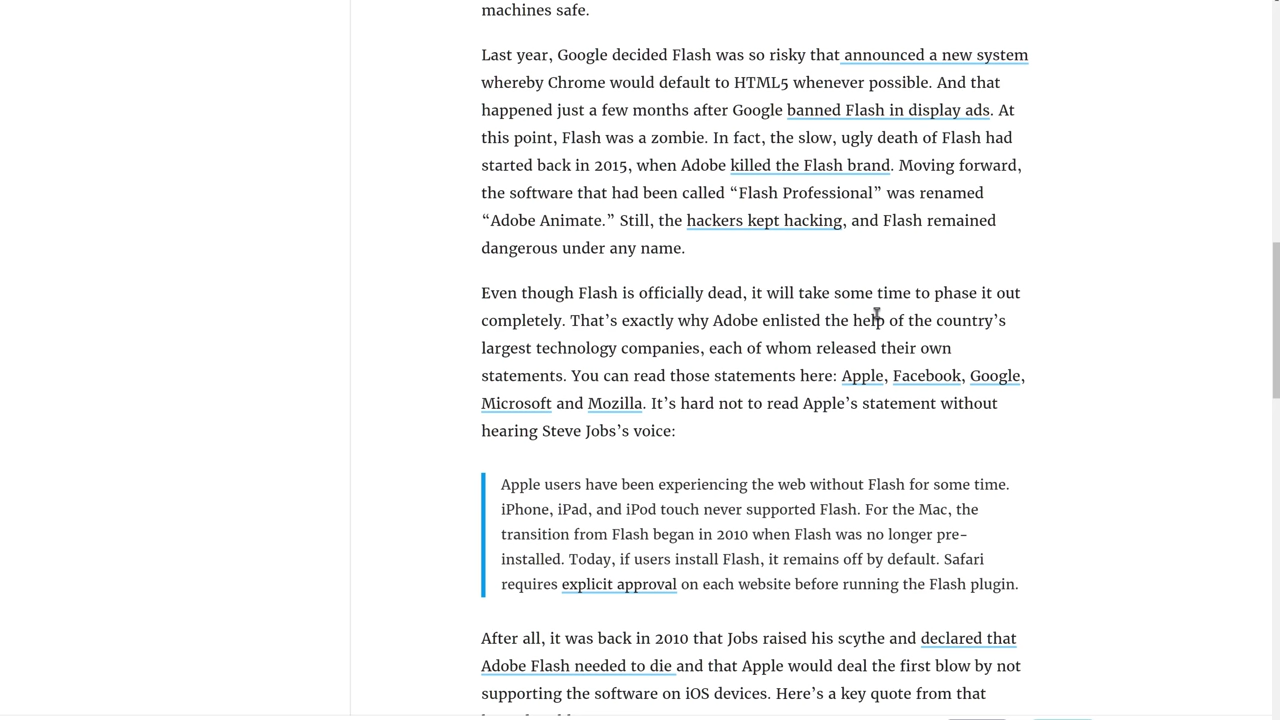 machines safe.
Last year, Google decided Flash was so risky that announced a new system
whereby Chrome would default to HTML5 whenever possible. And that
happened just a few months after Google banned Flash in display ads. At
this point, Flash was a zombie. In fact, the slow, ugly death of Flash had
started back in 2015, when Adobe killed the Flash brand. Moving forward,
the software that had been called “Flash Professional” was renamed
“Adobe Animate.” Still, the hackers kept hacking, and Flash remained
dangerous under any name.
Even though Flash is officially dead, it will take some time to phase it out
completely. That’s exactly why Adobe enlisted the help of the country’s
largest technology companies, each of whom released their own
statements. You can read those statements here: Apple, Facebook, Google,
Microsoft and Mozilla. It’s hard not to read Apple’s statement without
hearing Steve Jobs’s voice:
Apple users have been experiencing the web without Flash for some time.
iPhone, iPad, and iPod touch never supported Flash. For the Mac, the
transition from Flash began in 2010 when Flash was no longer pre-
installed. Today, if users install Flash, it remains off by default. Safari
requires explicit approval on each website before running the Flash plugin.
After all, it was back in 2010 that Jobs raised his scythe and declared that
Adobe Flash needed to die and that Apple would deal the first blow by not
supporting the software on iOS devices. Here’s a key quote from that